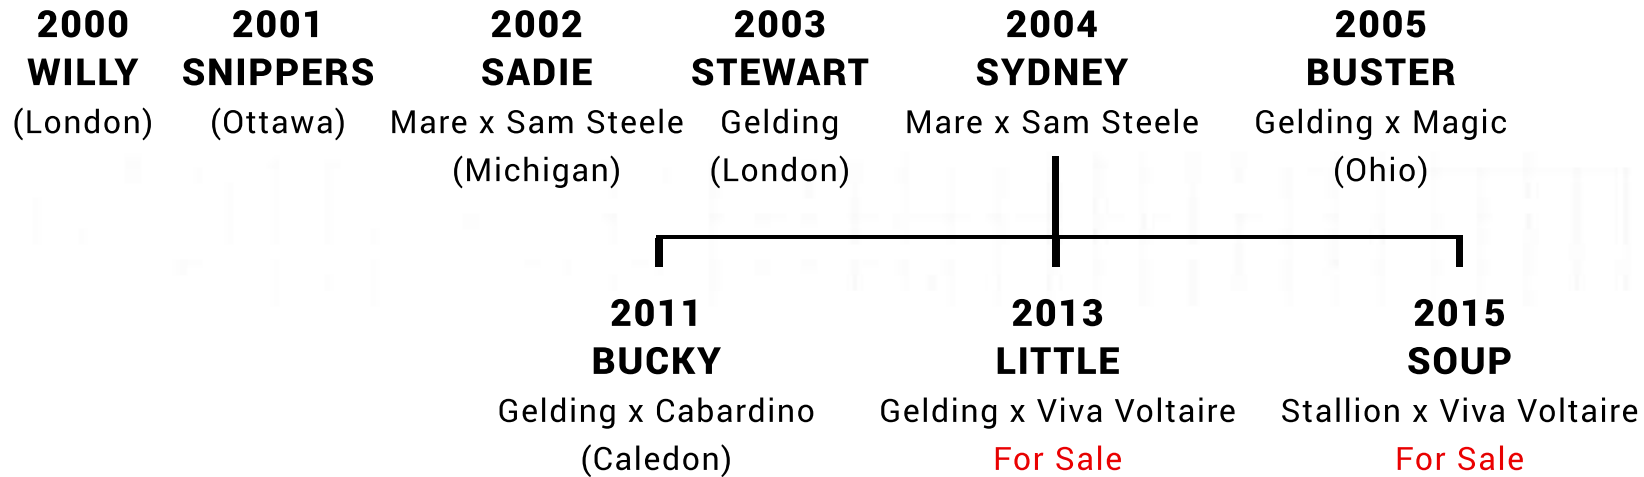 2000 2001 2002 2003 2004 2005
WILLY SNIPPERS SADIE STEWART SYDNEY BUSTER
(London) (Ottawa) Mare x Sam Steele Gelding Mare x Sam Steele Gelding x Magic
(Michigan) (London) (Ohio)
2011 2013 2015
BUCKY LITTLE SOUP
Gelding x Cabardino Gelding x Viva Voltaire Stallion x Viva Voltaire
(Caledon) For Sale For Sale